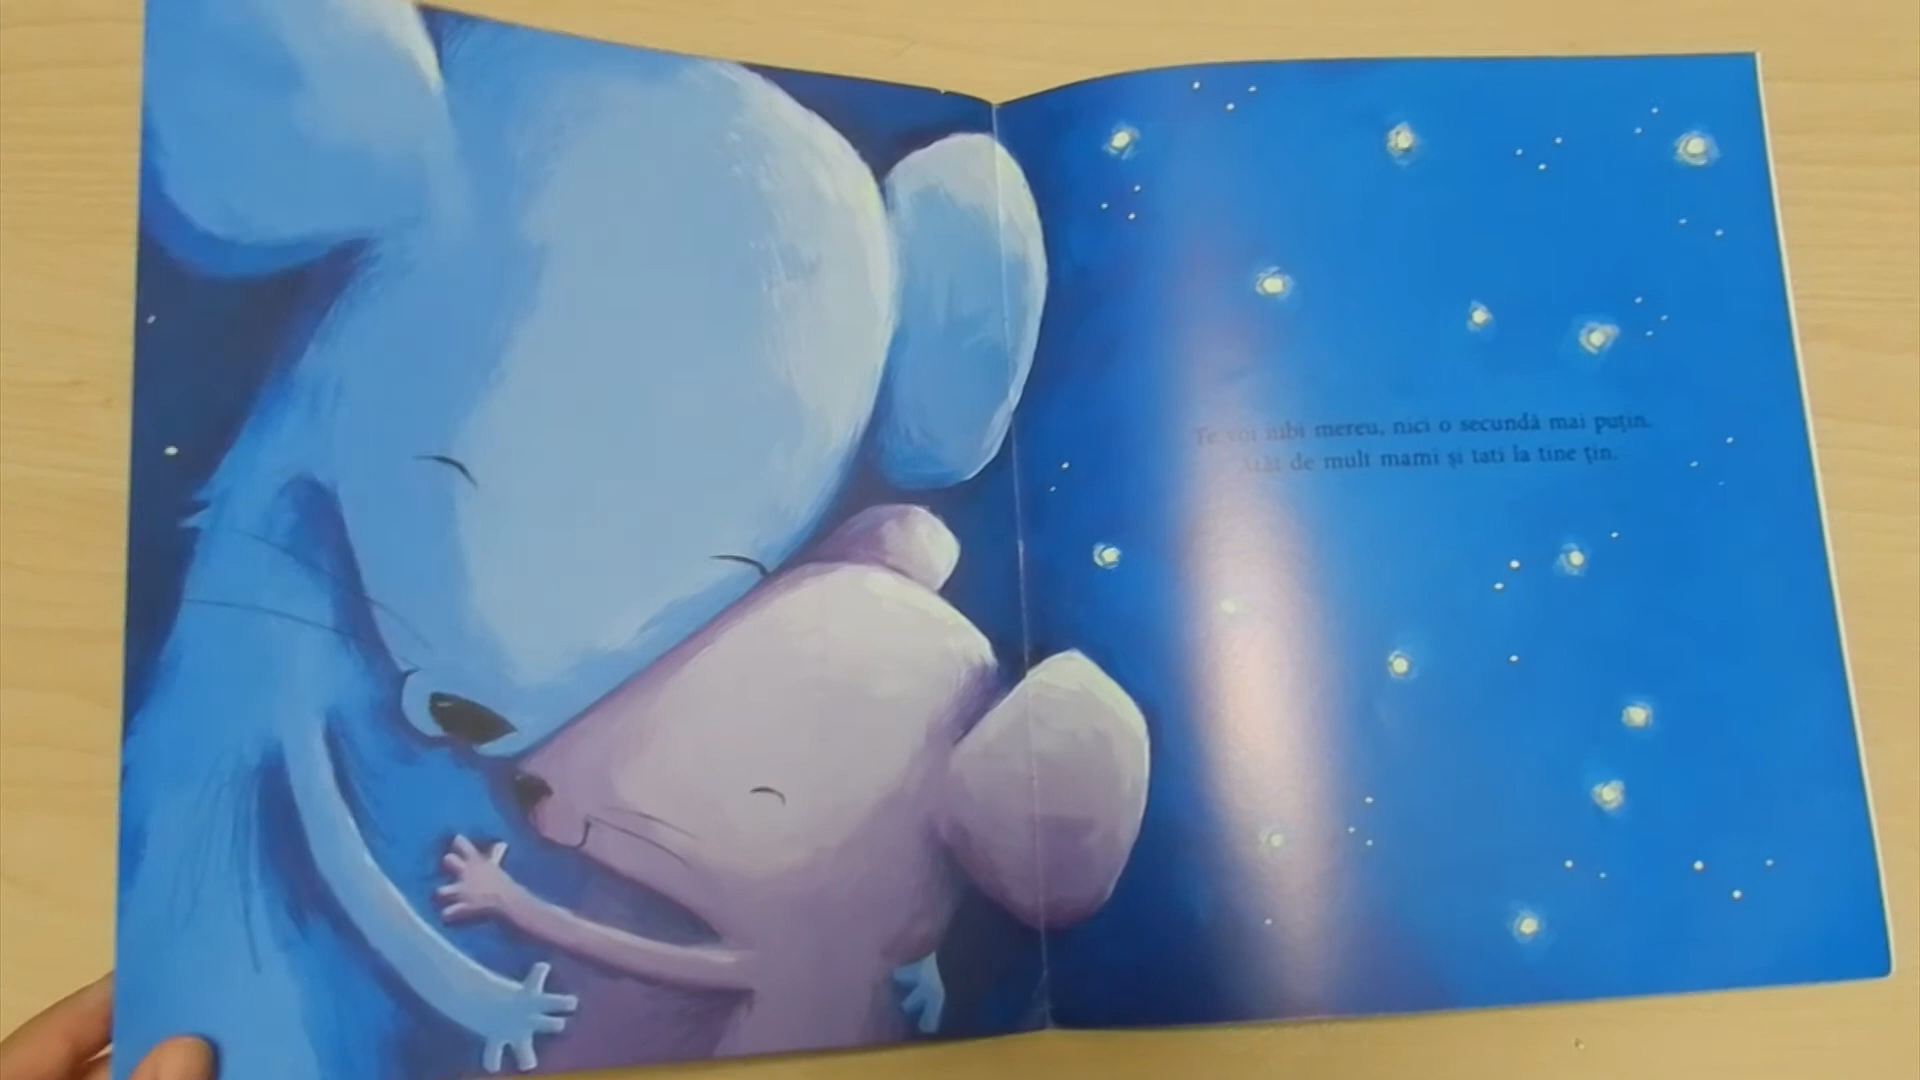 Te voi iubi mereu, nici o secundă mai puțin.
Atât de mult mami și tati la tine țin.